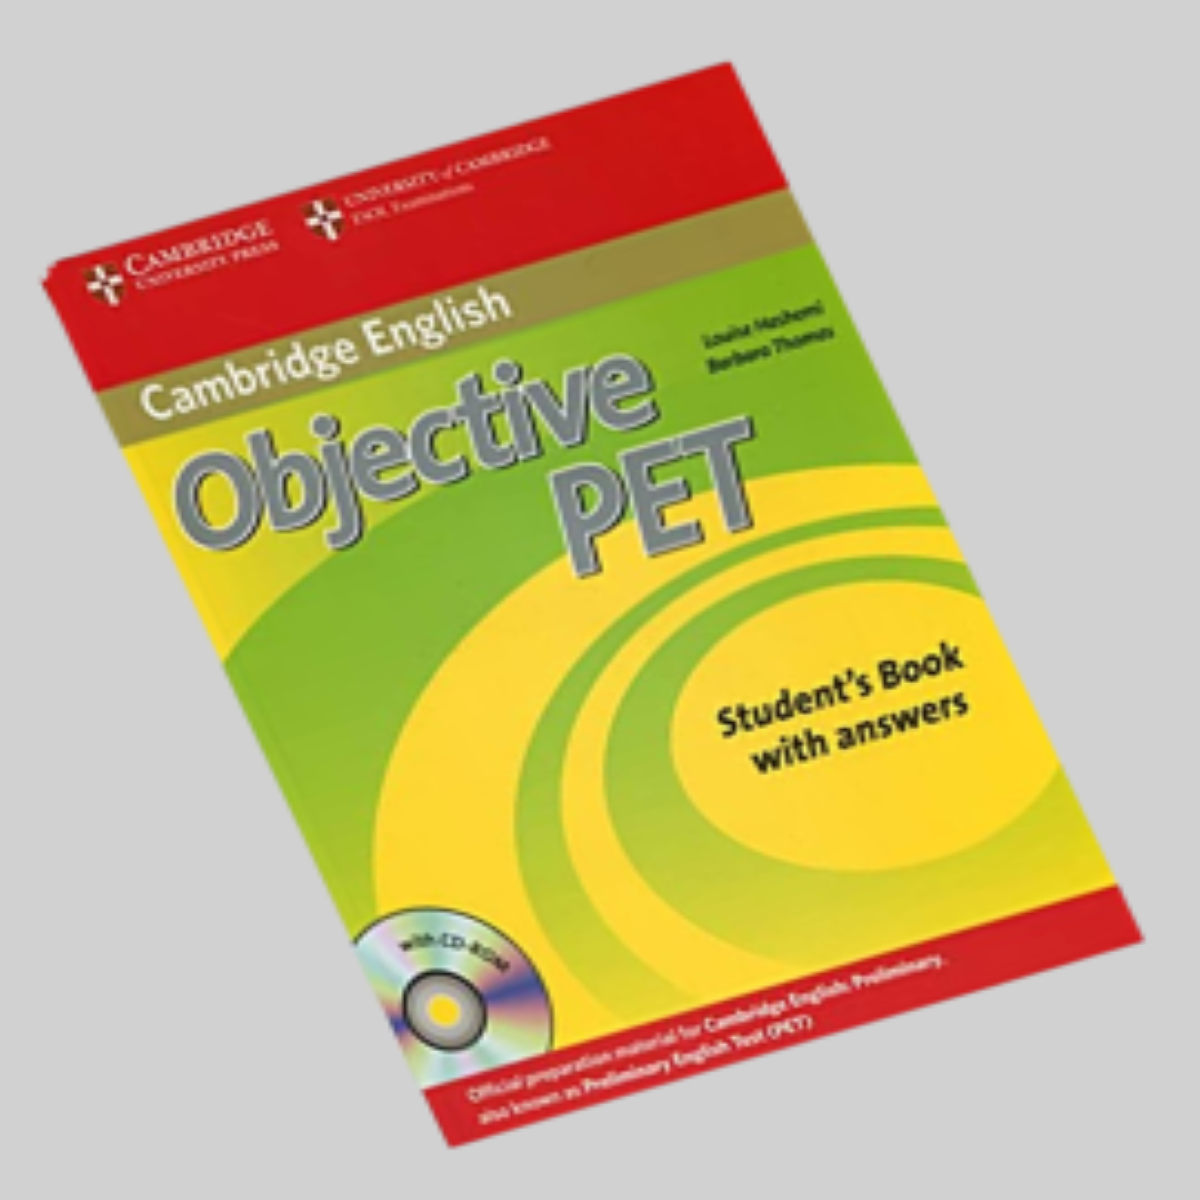 CAMBRIDGE
UNIVERSITY PRESS
UNIVERSITY of CAMBRIDGE
ESOL Examinations
Cambridge English
Louise Hashemi
Barbara Thomas
Objective
PET
Student's Book
with answers
with CD-ROM
Official preparation material for Cambridge English: Preliminary,
also known as Preliminary English Test (PET)